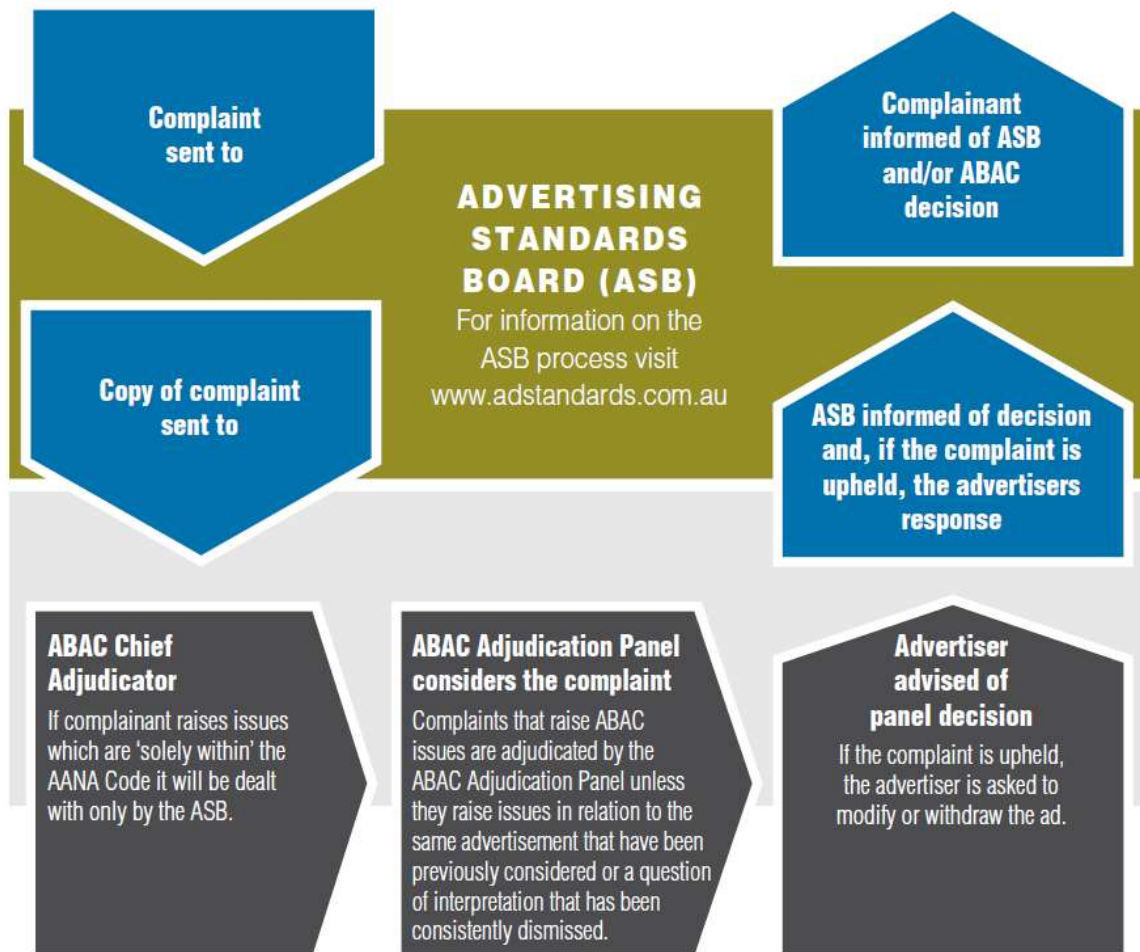 Complaint
sent to
ADVERTISING
STANDARDS
BOARD (ASB)
For information on the
ASB process visit
www.adstandards.com.au
Complainant
informed of ASB
and/or ABAC
decision
Copy of complaint
sent to
ASB informed of decision
and, if the complaint is
upheld, the advertisers
response
ABAC Chief
Adjudicator
If complainant raises issues
which are ‘solely within’ the
AANA Code it will be dealt
with only by the ASB.
ABAC Adjudication Panel
considers the complaint
Complaints that raise ABAC
issues are adjudicated by the
ABAC Adjudication Panel unless
they raise issues in relation to the
same advertisement that have been
previously considered or a question
of interpretation that has been
consistently dismissed.
Advertiser
advised of
panel decision
If the complaint is upheld,
the advertiser is asked to
modify or withdraw the ad.